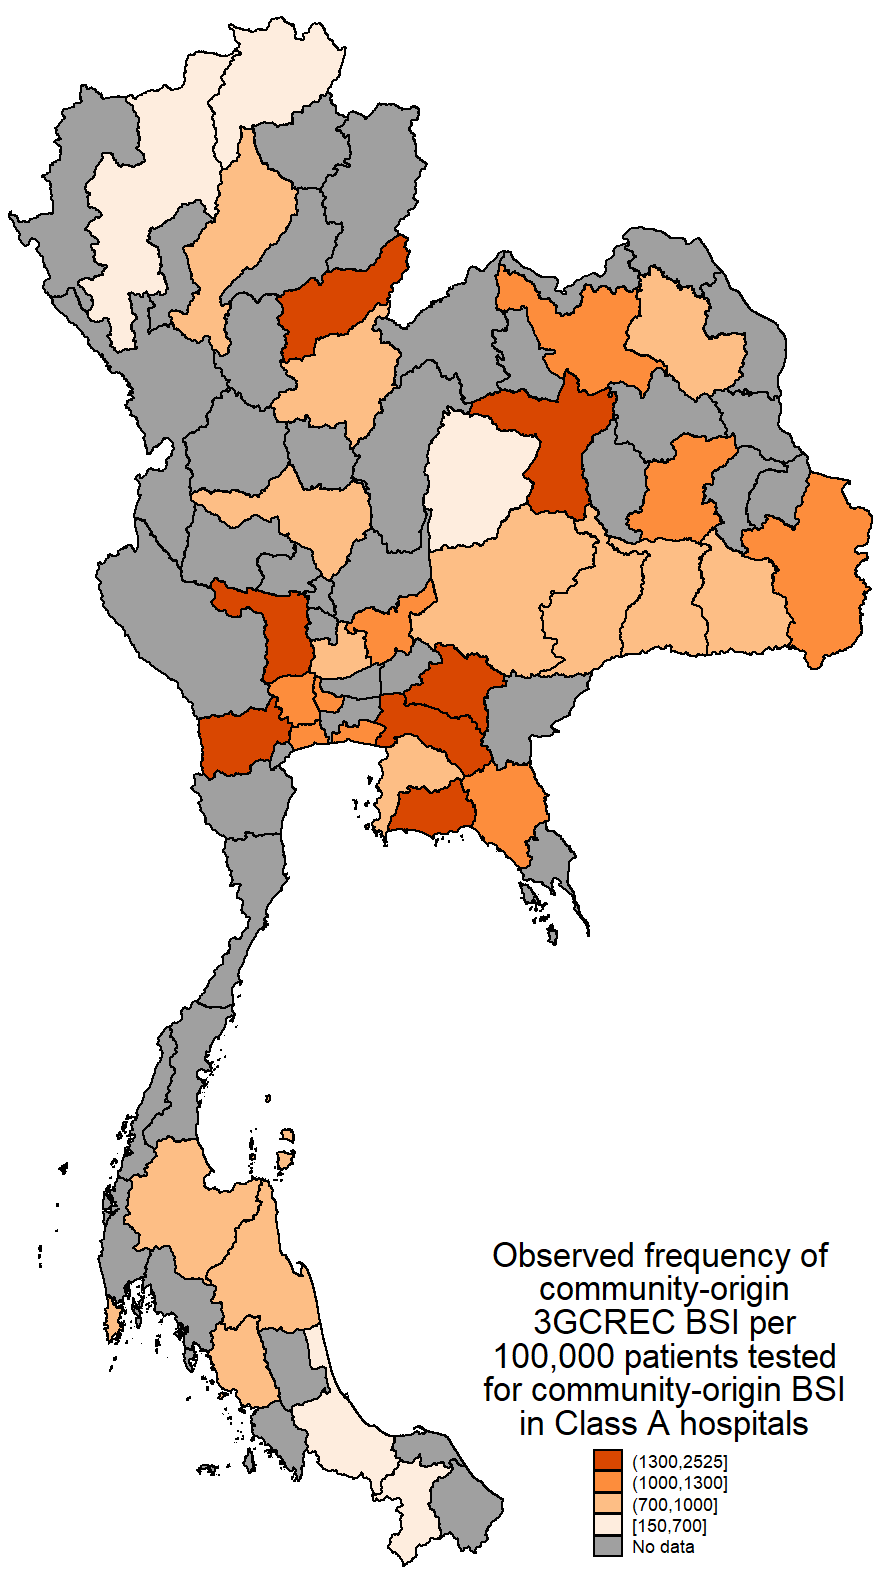 Observed frequency of
community-origin
3GCREC BSI per
100,000 patients tested
for community-origin BSI
in Class A hospitals
(1300,2525]
(1000,1300]
(700,1000]
[150,700]
No data